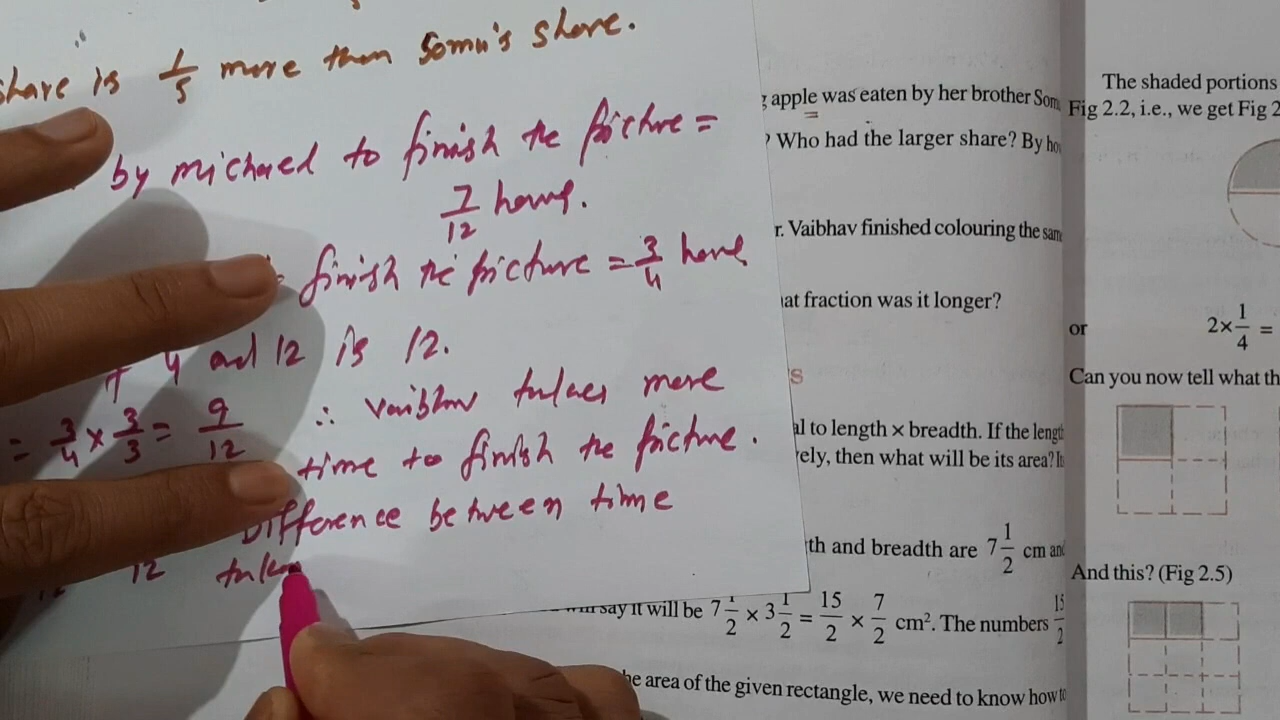 share is 1/5 more than Somu's share.
by michael to finish the picture =
7/12 hours.
finish the picture = 3/4 hours
4 and 12 is 12.
= 3/4 × 3/3 = 9/12
∴ vaibhav takes more
time to finish the picture.
Difference between time
12 taken
apple was eaten by her brother Som
? Who had the larger share? By ho
r. Vaibhav finished colouring the sam
at fraction was it longer?
s
al to length × breadth. If the lengt
ely, then what will be its area? I
th and breadth are 7 1/2 cm and
say it will be 7 1/2 × 3 1/2 = 15/2 × 7/2 cm². The numbers 15/2
he area of the given rectangle, we need to know how to
The shaded portions
Fig 2.2, i.e., we get Fig 2
or 2 × 1/4 =
Can you now tell what th
And this? (Fig 2.5)